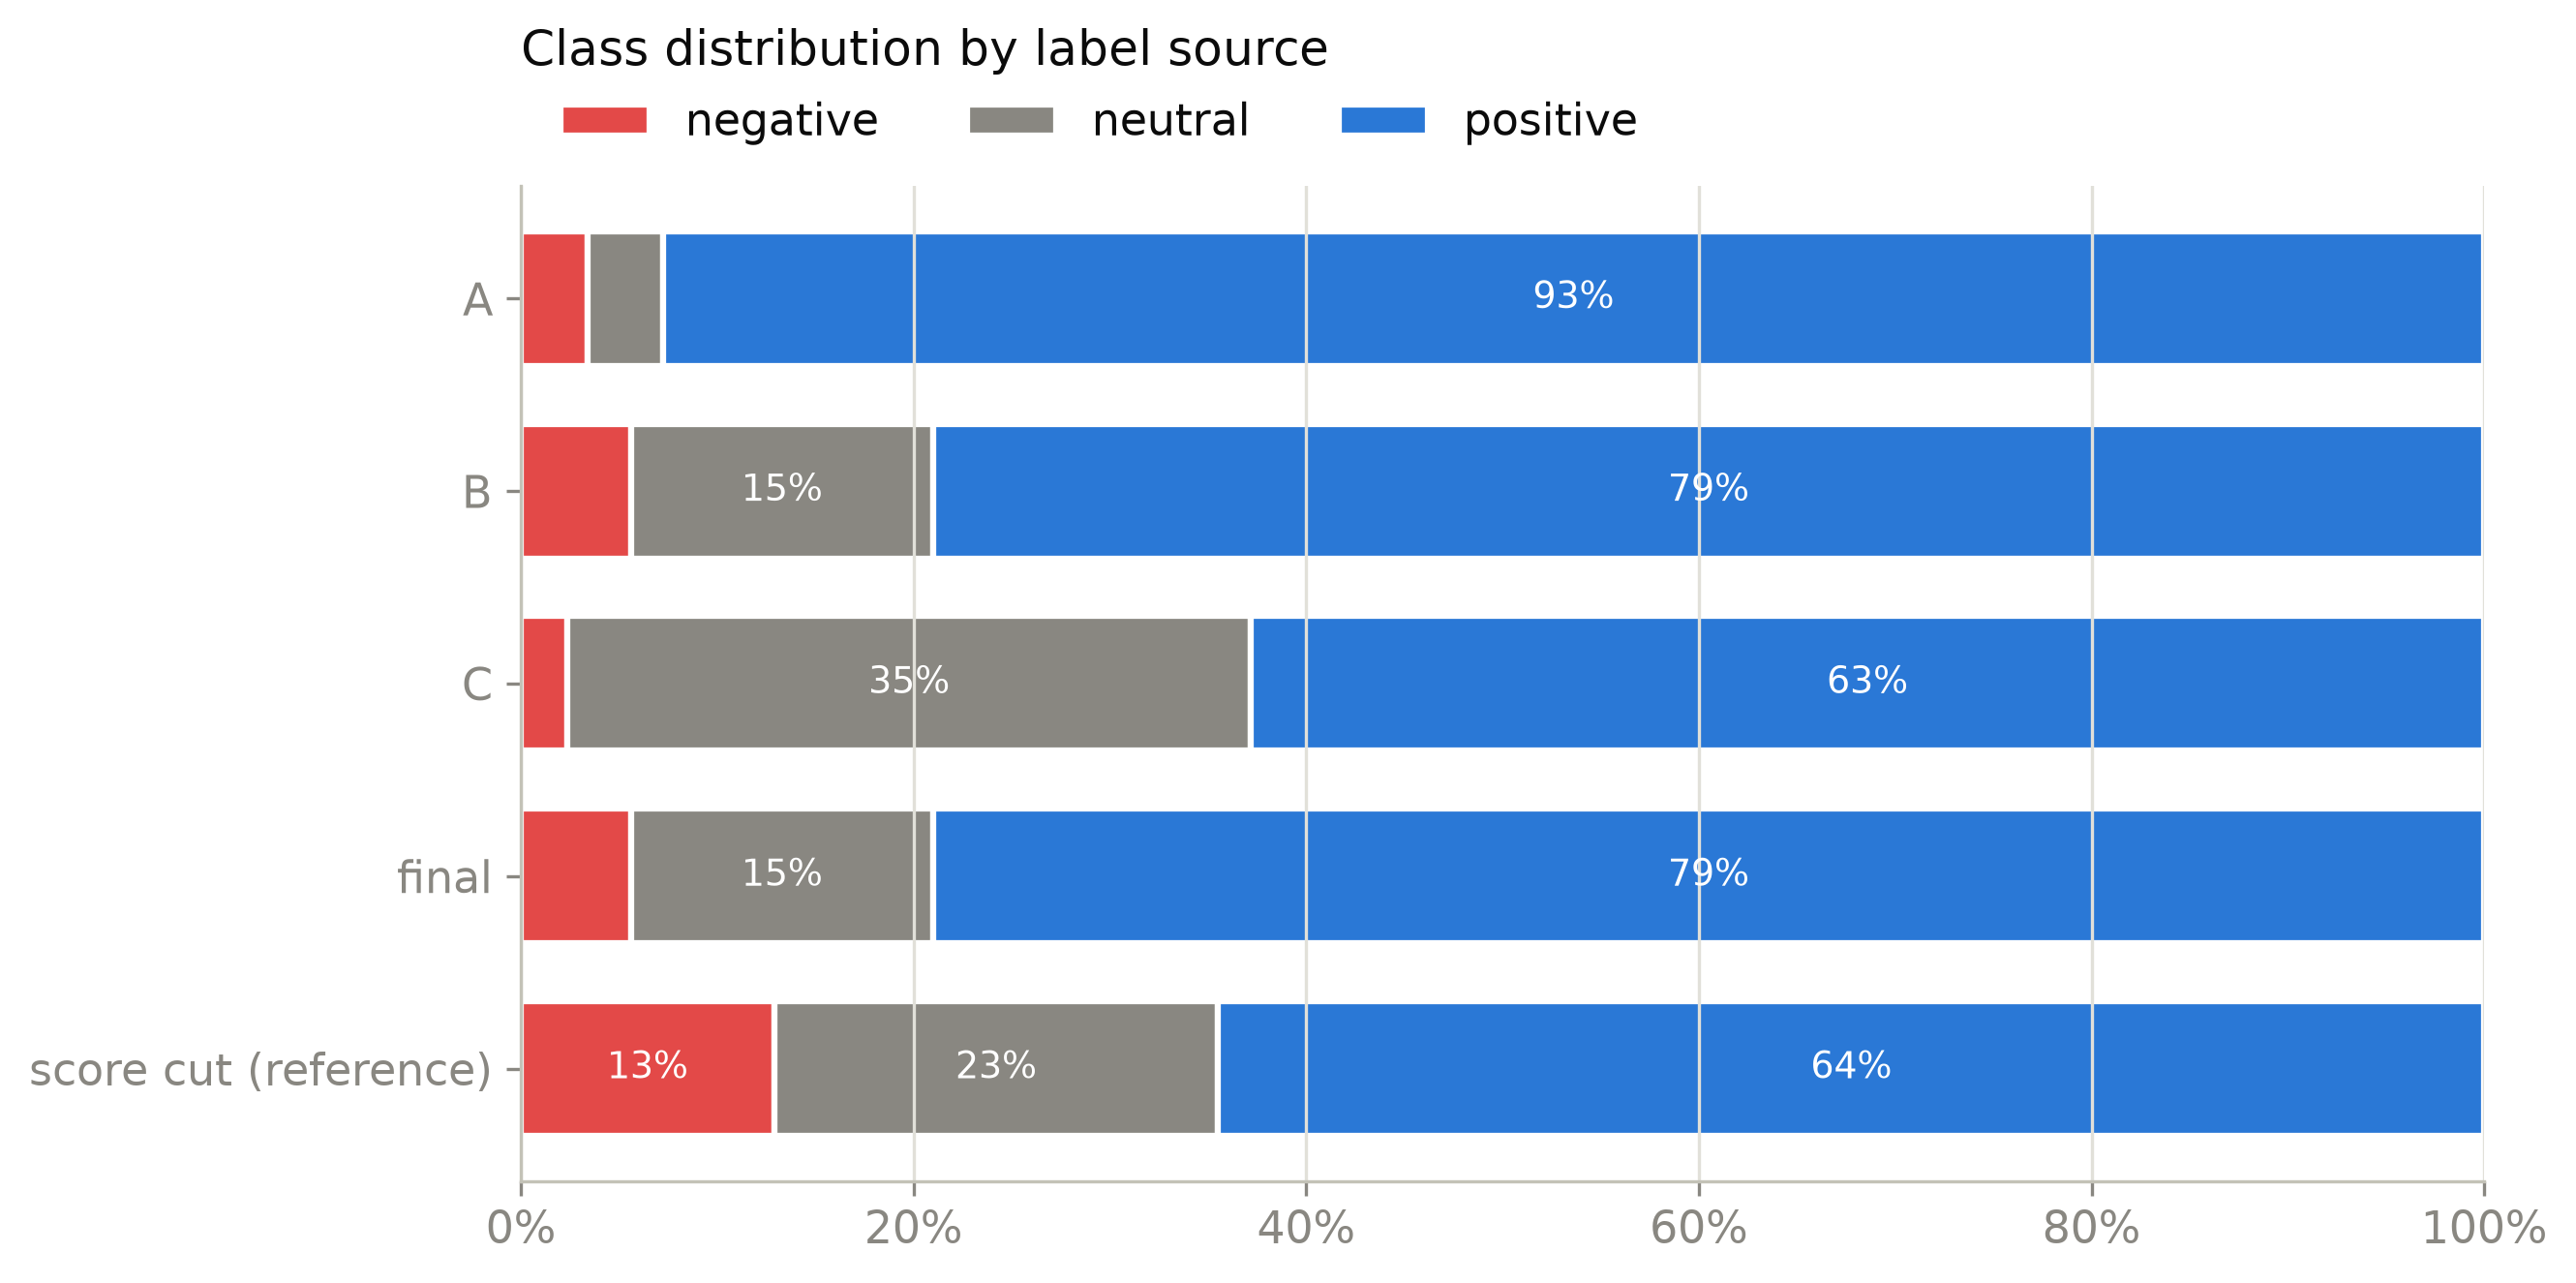 Class distribution by label source
negative neutral positive
A 93%
B 15% 79%
C 35% 63%
final 15% 79%
score cut (reference) 13% 23% 64%
0% 20% 40% 60% 80% 100%